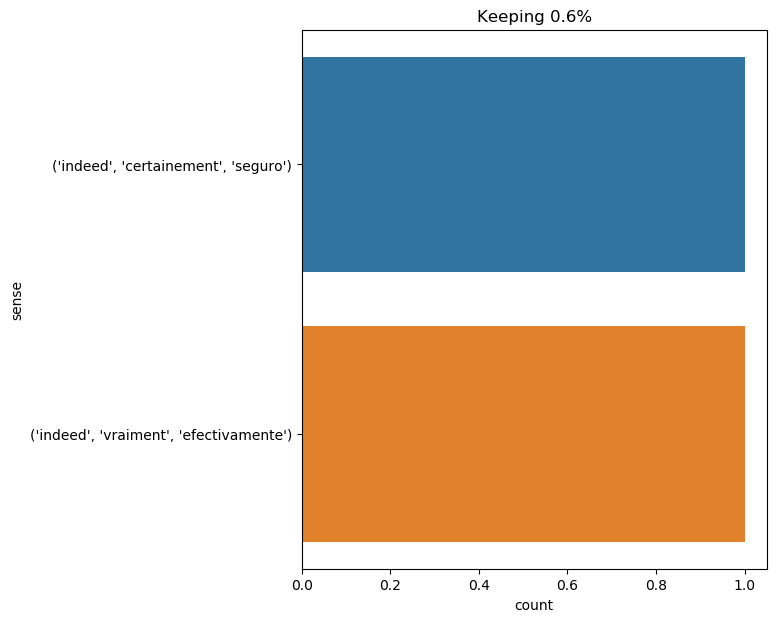 Keeping 0.6%
('indeed', 'certainement', 'seguro')
sense
('indeed', 'vraiment', 'efectivamente')
0.0 0.2 0.4 0.6 0.8 1.0
count